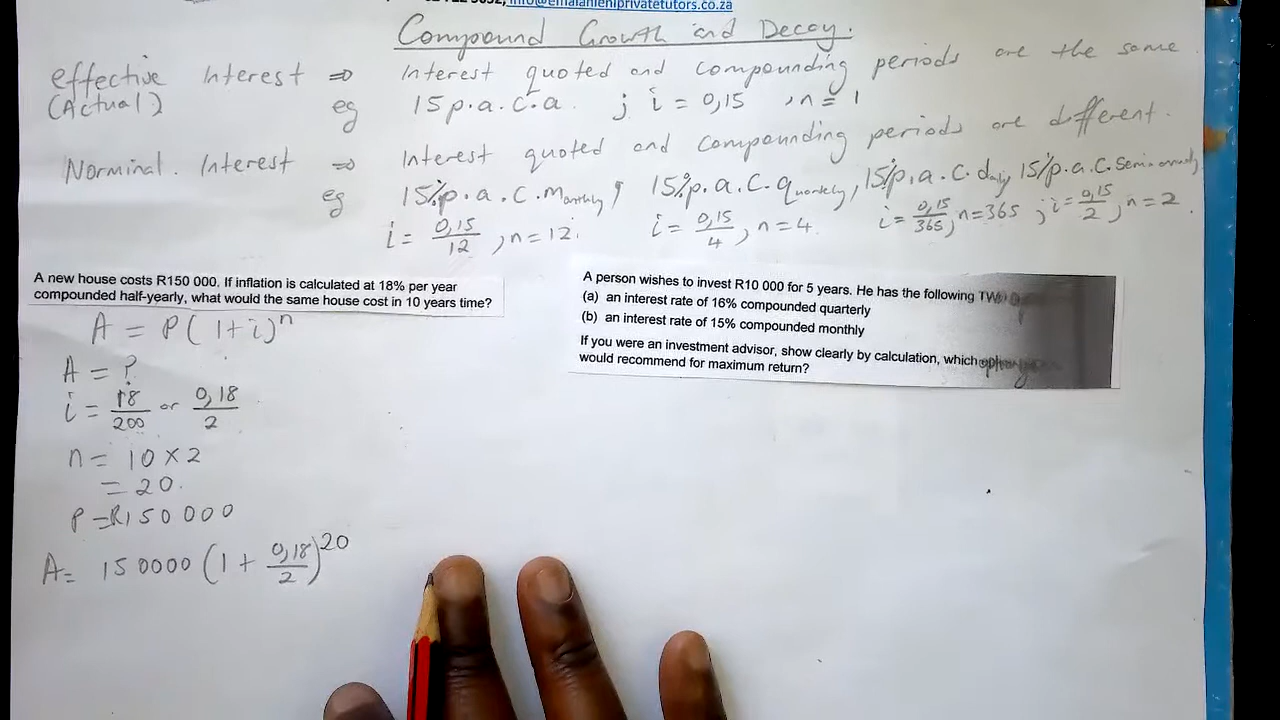 info@emalahleniprivatetutors.co.za
Compound Growth and Decay.
effective Interest ⇒ Interest quoted and compounding periods are the same
(Actual) eg 15 p.a.c.a. ; i = 0,15 , n = 1
Norminal. Interest ⇒ Interest quoted and compounding periods are different.
eg 15% p.a.C.Monthly, 15% p.a.C.quarterly, 15% p.a.C.daily, 15% p.a.C.Semi-annually
i = 0,15/12 , n = 12. i = 0,15/4 , n = 4. i = 0,15/365, n = 365 ; i = 0,15/2 , n = 2.
A new house costs R150 000. If inflation is calculated at 18% per year
compounded half-yearly, what would the same house cost in 10 years time?
A = P(1+i)^n
A = ?
i = 18/200 or 0,18/2
n = 10 × 2
= 20.
P = R150000
A = 150000 (1 + 0,18/2)^20
A person wishes to invest R10 000 for 5 years. He has the following TWO
(a) an interest rate of 16% compounded quarterly
(b) an interest rate of 15% compounded monthly
If you were an investment advisor, show clearly by calculation, which
would recommend for maximum return?